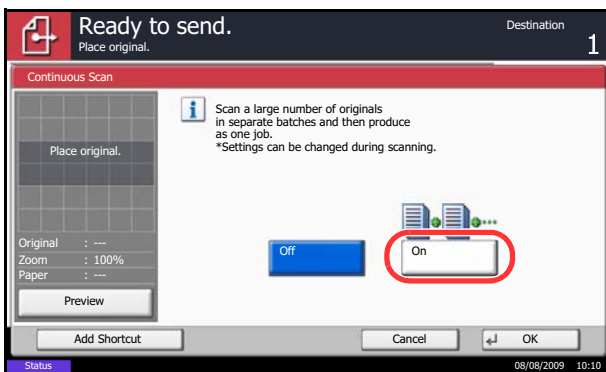 Ready to send.
Destination
Place original.
1
Continuous Scan
Scan a large number of originals
in separate batches and then produce
as one job.
*Settings can be changed during scanning.
Place original.
Off
On
Original : ---
Zoom : 100%
Paper : ---
Preview
Add Shortcut
Cancel
OK
Status
08/08/2009 10:10